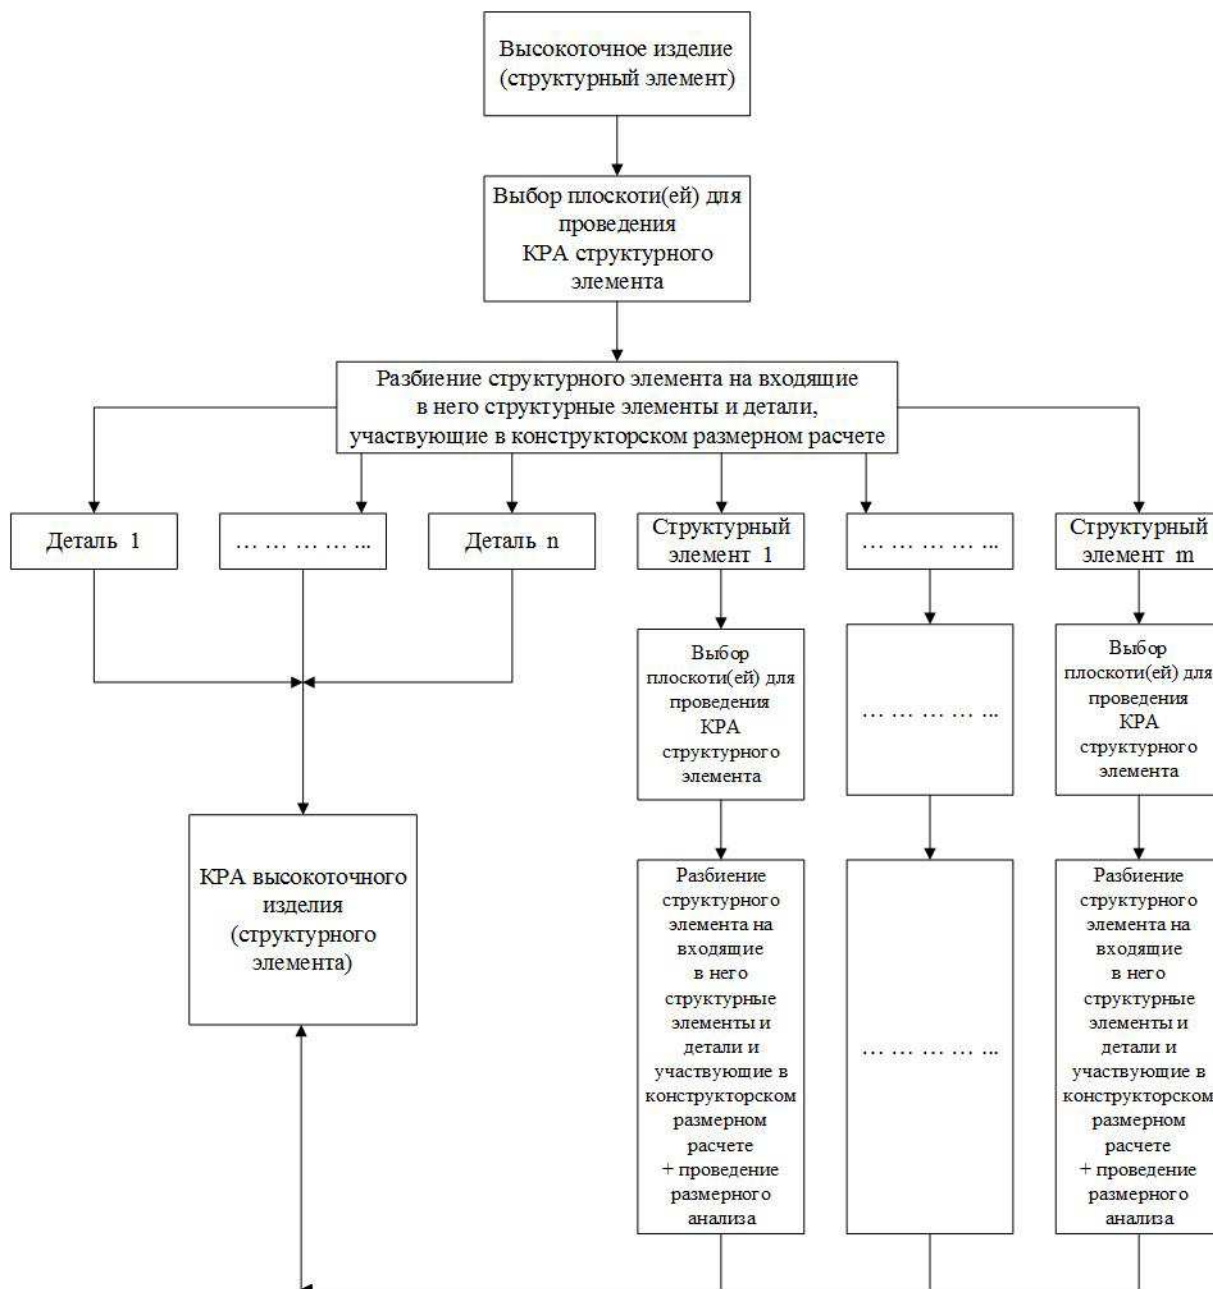 Высокоточное изделие
(структурный элемент)
Выбор плоскоти(ей) для
проведения
КРА структурного
элемента
Разбиение структурного элемента на входящие
в него структурные элементы и детали,
участвующие в конструкторском размерном расчете
Деталь 1
… … … … ...
Деталь n
Структурный
элемент 1
… … … … ...
Структурный
элемент m
Выбор
плоскоти(ей) для
проведения
КРА
структурного
элемента
… … … … ...
Выбор
плоскоти(ей) для
проведения
КРА
структурного
элемента
КРА высокоточного
изделия
(структурного
элемента)
Разбиение
структурного
элемента на
входящие
в него
структурные
элементы и
детали и
участвующие в
конструкторском
размерном
расчете
+ проведение
размерного
анализа
… … … … ...
Разбиение
структурного
элемента на
входящие
в него
структурные
элементы и
детали и
участвующие в
конструкторском
размерном
расчете
+ проведение
размерного
анализа